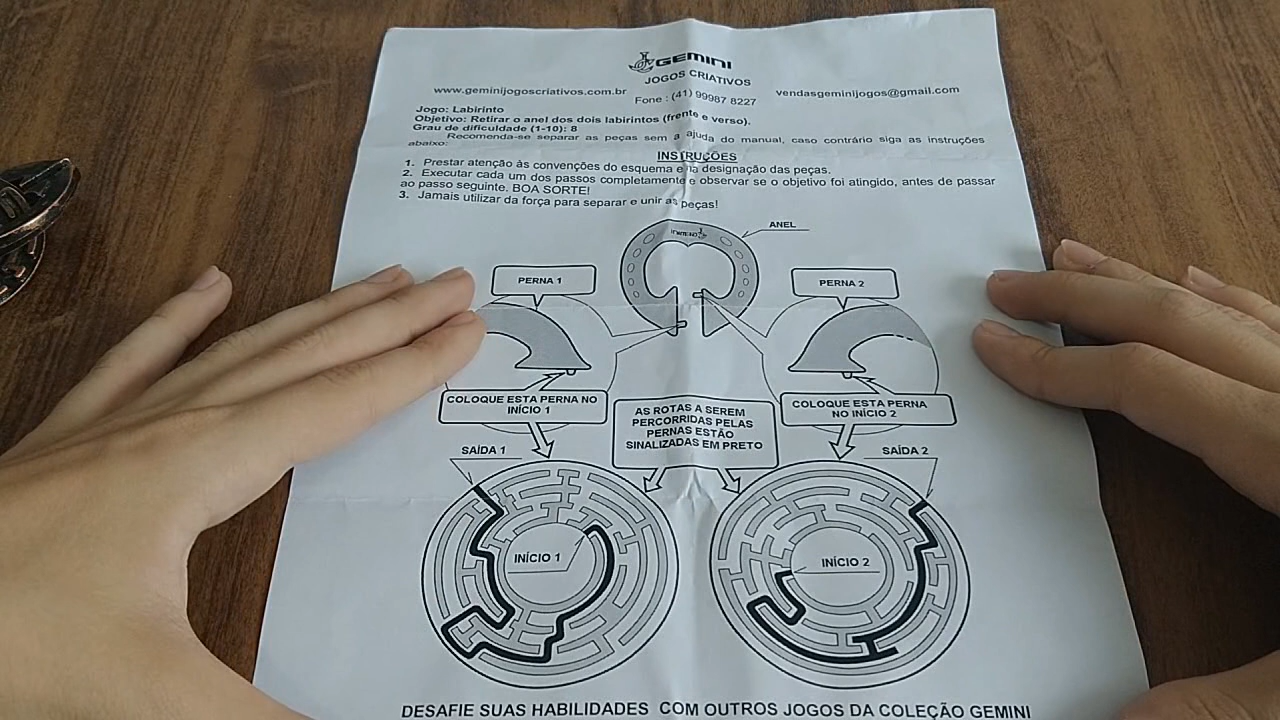 GEMINI
JOGOS CRIATIVOS
www.geminijogoscriativos.com.br Fone : (41) 99987 8227 vendasgeminijogos@gmail.com
Jogo: Labirinto
Objetivo: Retirar o anel dos dois labirintos (frente e verso).
Grau de dificuldade (1-10): 8
Recomenda-se separar as peças sem a ajuda do manual, caso contrário siga as instruções
abaixo:
INSTRUÇÕES
1. Prestar atenção às convenções do esquema e na designação das peças.
2. Executar cada um dos passos completamente e observar se o objetivo foi atingido, antes de passar
ao passo seguinte. BOA SORTE!
3. Jamais utilizar da força para separar e unir as peças!
ANEL
PERNA 1
PERNA 2
COLOQUE ESTA PERNA NO
INÍCIO 1
AS ROTAS A SEREM
PERCORRIDAS PELAS
PERNAS ESTÃO
SINALIZADAS EM PRETO
COLOQUE ESTA PERNA
NO INÍCIO 2
SAÍDA 1
SAÍDA 2
INÍCIO 1
INÍCIO 2
DESAFIE SUAS HABILIDADES COM OUTROS JOGOS DA COLEÇÃO GEMINI